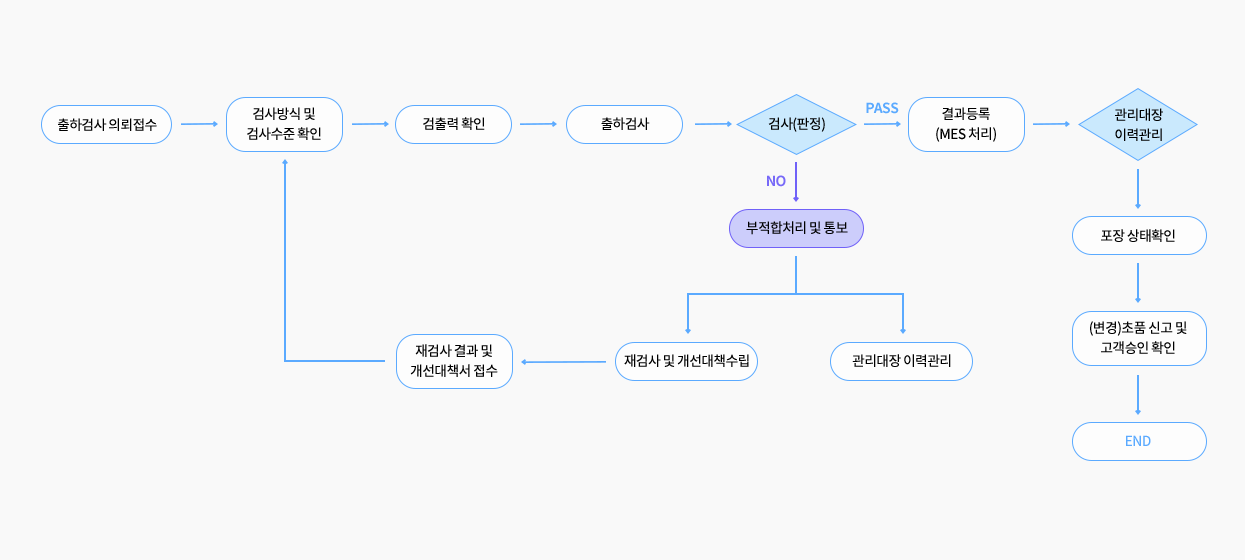 출하검사 의뢰접수
검사방식 및
검사수준 확인
검출력 확인
출하검사
검사(판정)
PASS
결과등록
(MES 처리)
관리대장
이력관리
NO
부적합처리 및 통보
포장 상태확인
(변경)초품 신고 및
고객승인 확인
재검사 결과 및
개선대책서 접수
재검사 및 개선대책수립
관리대장 이력관리
END